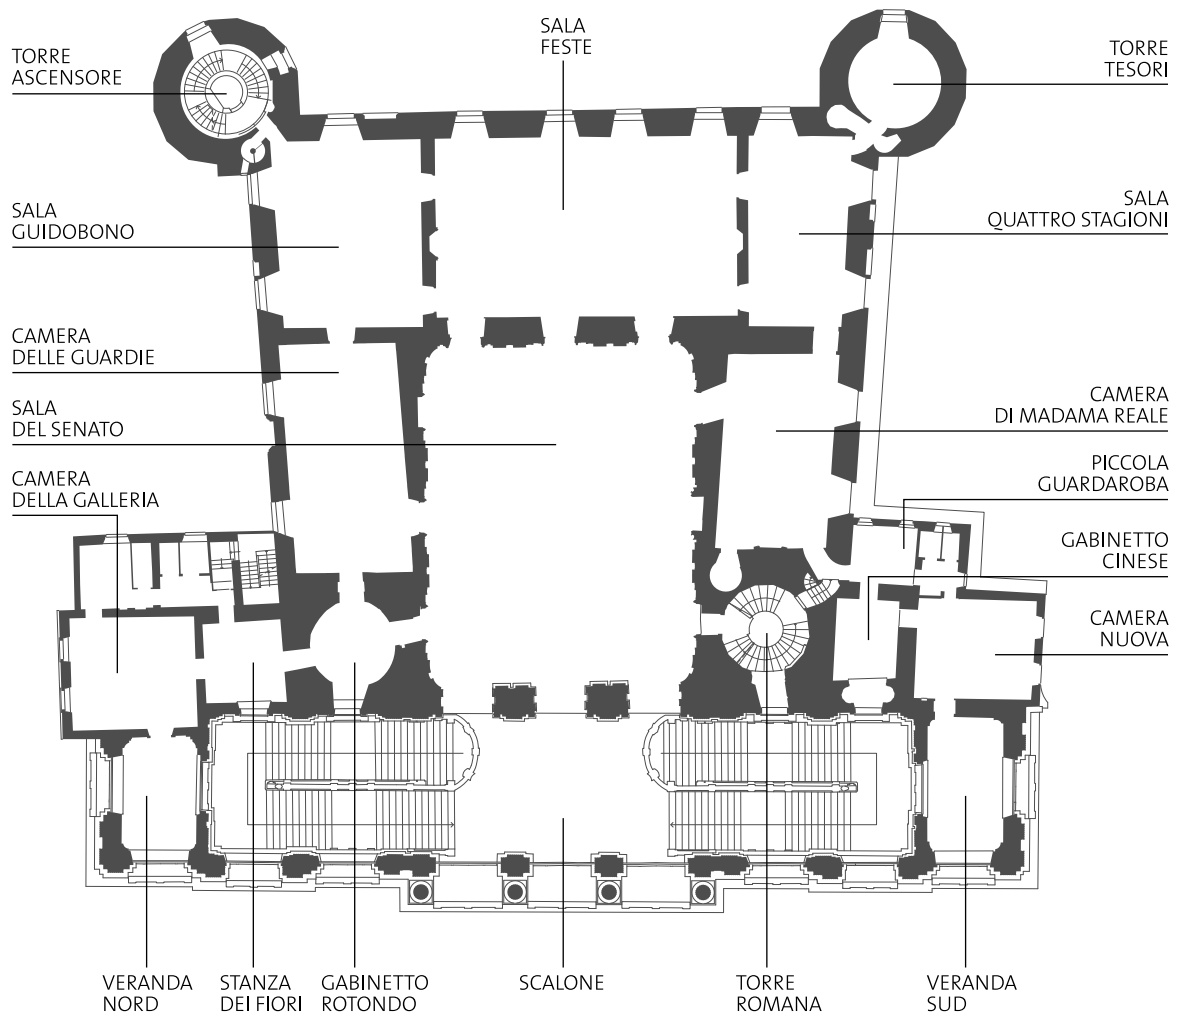 SALA
FESTE
TORRE
ASCENSORE
TORRE
TESORI
SALA
GUIDOBONO
SALA
QUATTRO STAGIONI
CAMERA
DELLE GUARDIE
CAMERA
DI MADAMA REALE
SALA
DEL SENATO
PICCOLA
GUARDAROBA
CAMERA
DELLA GALLERIA
GABINETTO
CINESE
CAMERA
NUOVA
VERANDA
NORD
STANZA
DEI FIORI
GABINETTO
ROTONDO
SCALONE
TORRE
ROMANA
VERANDA
SUD